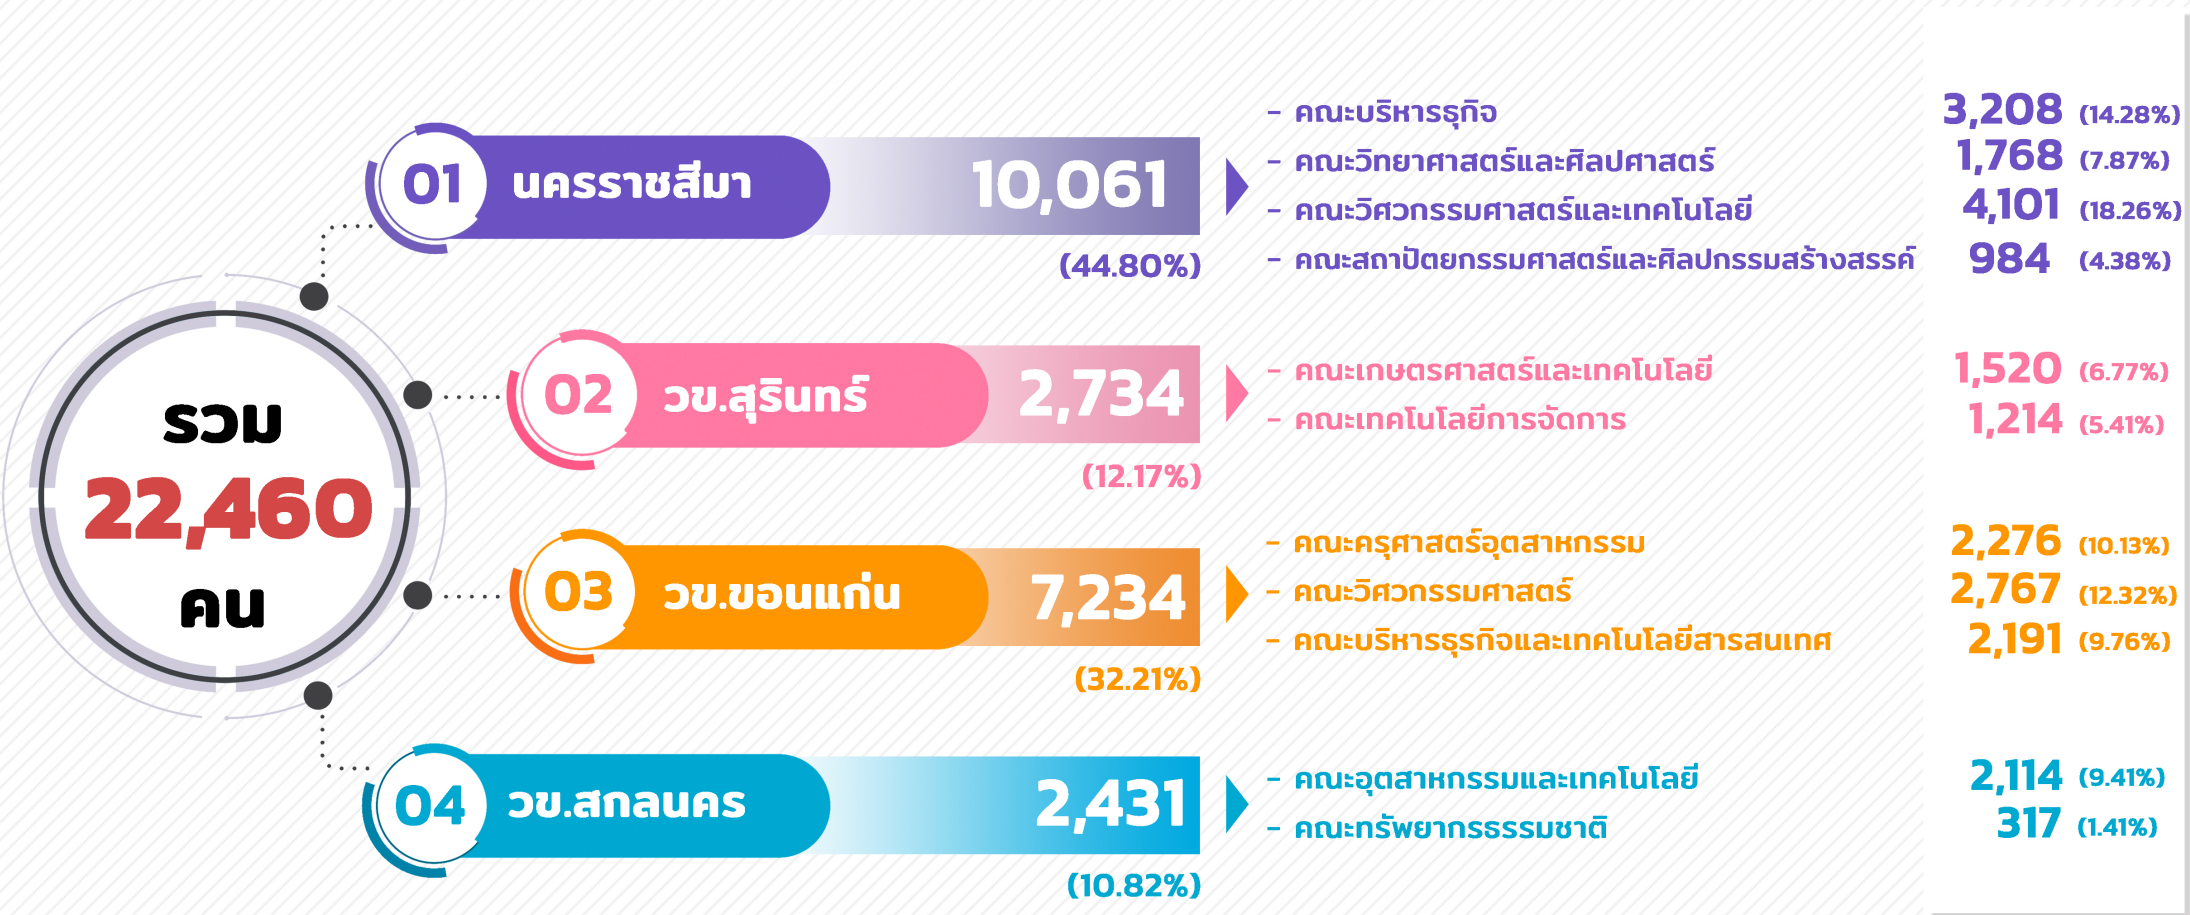 รวม
22,460
คน
01 นครราชสีมา 10,061
(44.80%)
- คณะบริหารธุกิจ 3,208 (14.28%)
- คณะวิทยาศาสตร์และศิลปศาสตร์ 1,768 (7.87%)
- คณะวิศวกรรมศาสตร์และเทคโนโลยี 4,101 (18.26%)
- คณะสถาปัตยกรรมศาสตร์และศิลปกรรมสร้างสรรค์ 984 (4.38%)
02 วข.สุรินทร์ 2,734
(12.17%)
- คณะเกษตรศาสตร์และเทคโนโลยี 1,520 (6.77%)
- คณะเทคโนโลยีการจัดการ 1,214 (5.41%)
03 วข.ขอนแก่น 7,234
(32.21%)
- คณะครุศาสตร์อุตสาหกรรม 2,276 (10.13%)
- คณะวิศวกรรมศาสตร์ 2,767 (12.32%)
- คณะบริหารธุรกิจและเทคโนโลยีสารสนเทศ 2,191 (9.76%)
04 วข.สกลนคร 2,431
(10.82%)
- คณะอุตสาหกรรมและเทคโนโลยี 2,114 (9.41%)
- คณะทรัพยากรธรรมชาติ 317 (1.41%)